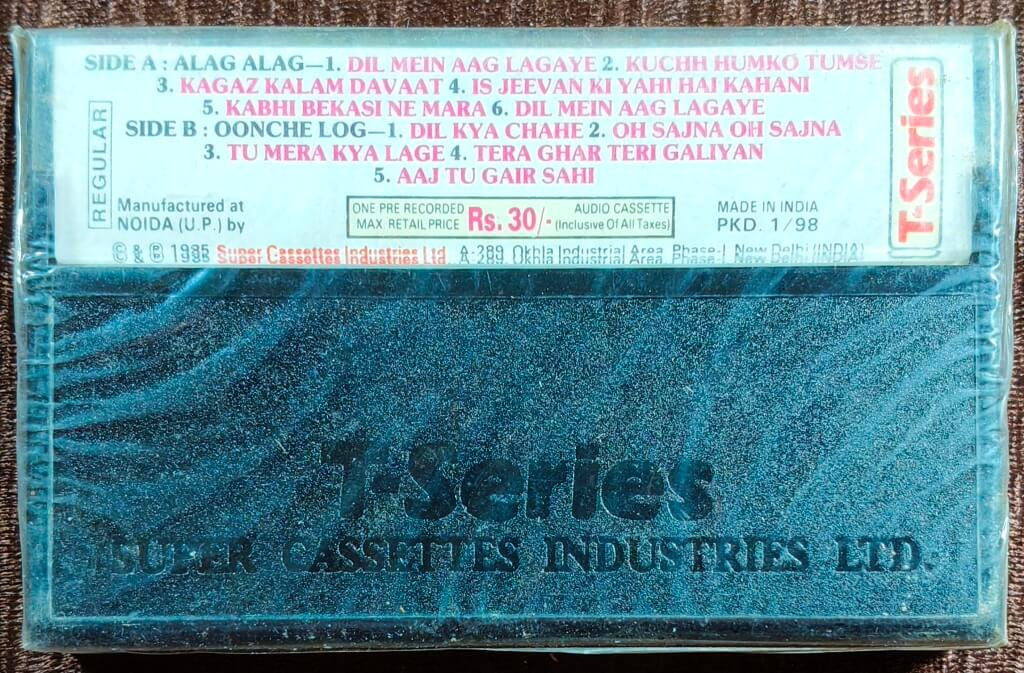 SIDE A : ALAG ALAG—1. DIL MEIN AAG LAGAYE 2. KUCHH HUMKO TUMSE
3. KAGAZ KALAM DAVAAT 4. IS JEEVAN KI YAHI HAI KAHANI
5. KABHI BEKASI NE MARA 6. DIL MEIN AAG LAGAYE
SIDE B : OONCHE LOG—1. DIL KYA CHAHE 2. OH SAJNA OH SAJNA
3. TU MERA KYA LAGE 4. TERA GHAR TERI GALIYAN
5. AAJ TU GAIR SAHI
REGULAR
T-Series
Manufactured at
NOIDA (U.P.) by
ONE PRE RECORDED
MAX. RETAIL PRICE
Rs. 30/-
AUDIO CASSETTE
(Inclusive Of All Taxes)
MADE IN INDIA
PKD. 1/98
© & ℗ 1985 Super Cassettes Industries Ltd. A-289, Okhla Industrial Area, Phase-I, New Delhi (INDIA)
T-Series
SUPER CASSETTES INDUSTRIES LTD.